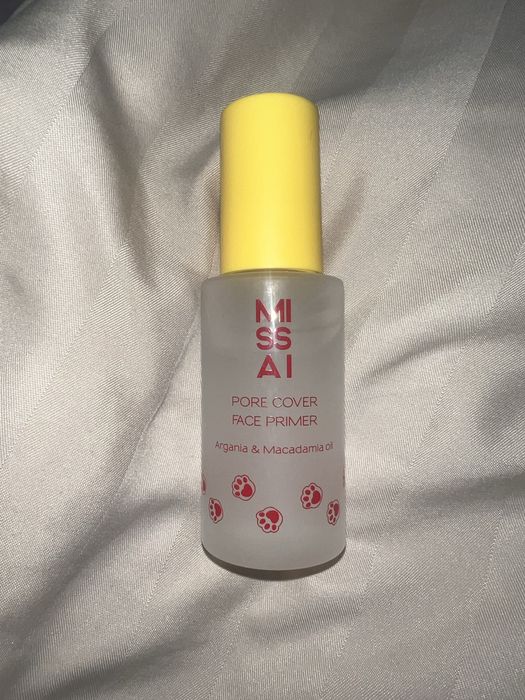 MI
SS
AI
PORE COVER
FACE PRIMER
Argania & Macadamia oil